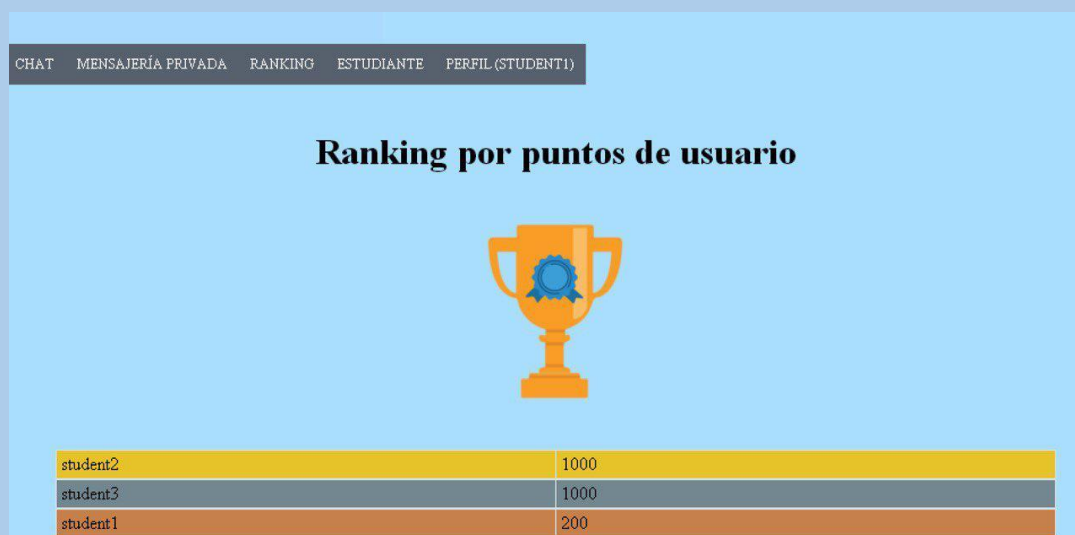 CHAT MENSAJERÍA PRIVADA RANKING ESTUDIANTE PERFIL (STUDENT1)
Ranking por puntos de usuario
student2 1000
student3 1000
student1 200